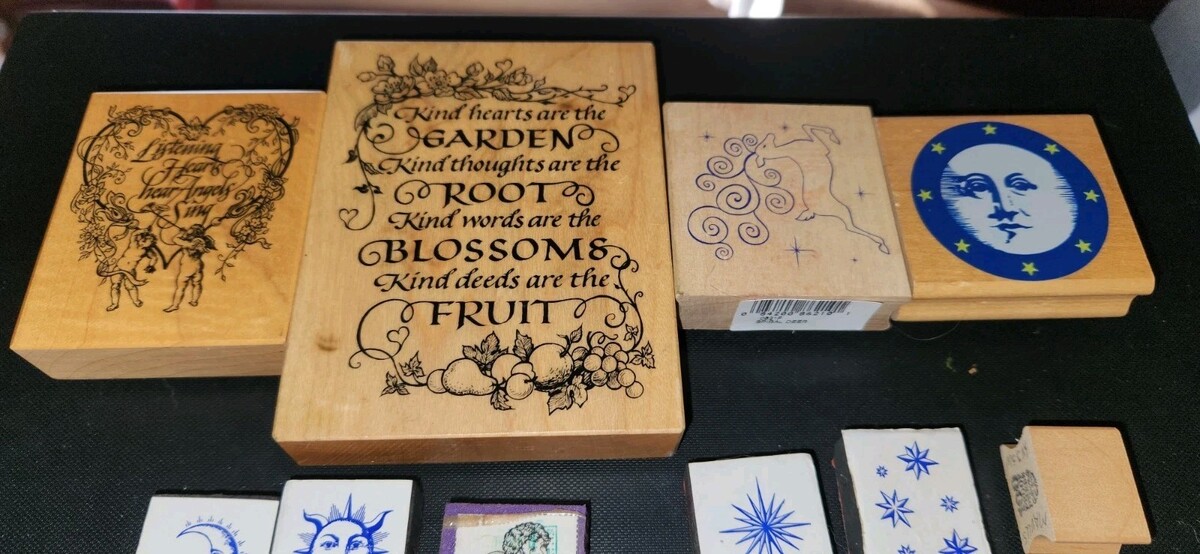 Listening
Hearts
hear Angels
Sing
Kind hearts are the
GARDEN
Kind thoughts are the
ROOT
Kind words are the
BLOSSOMS
Kind deeds are the
FRUIT